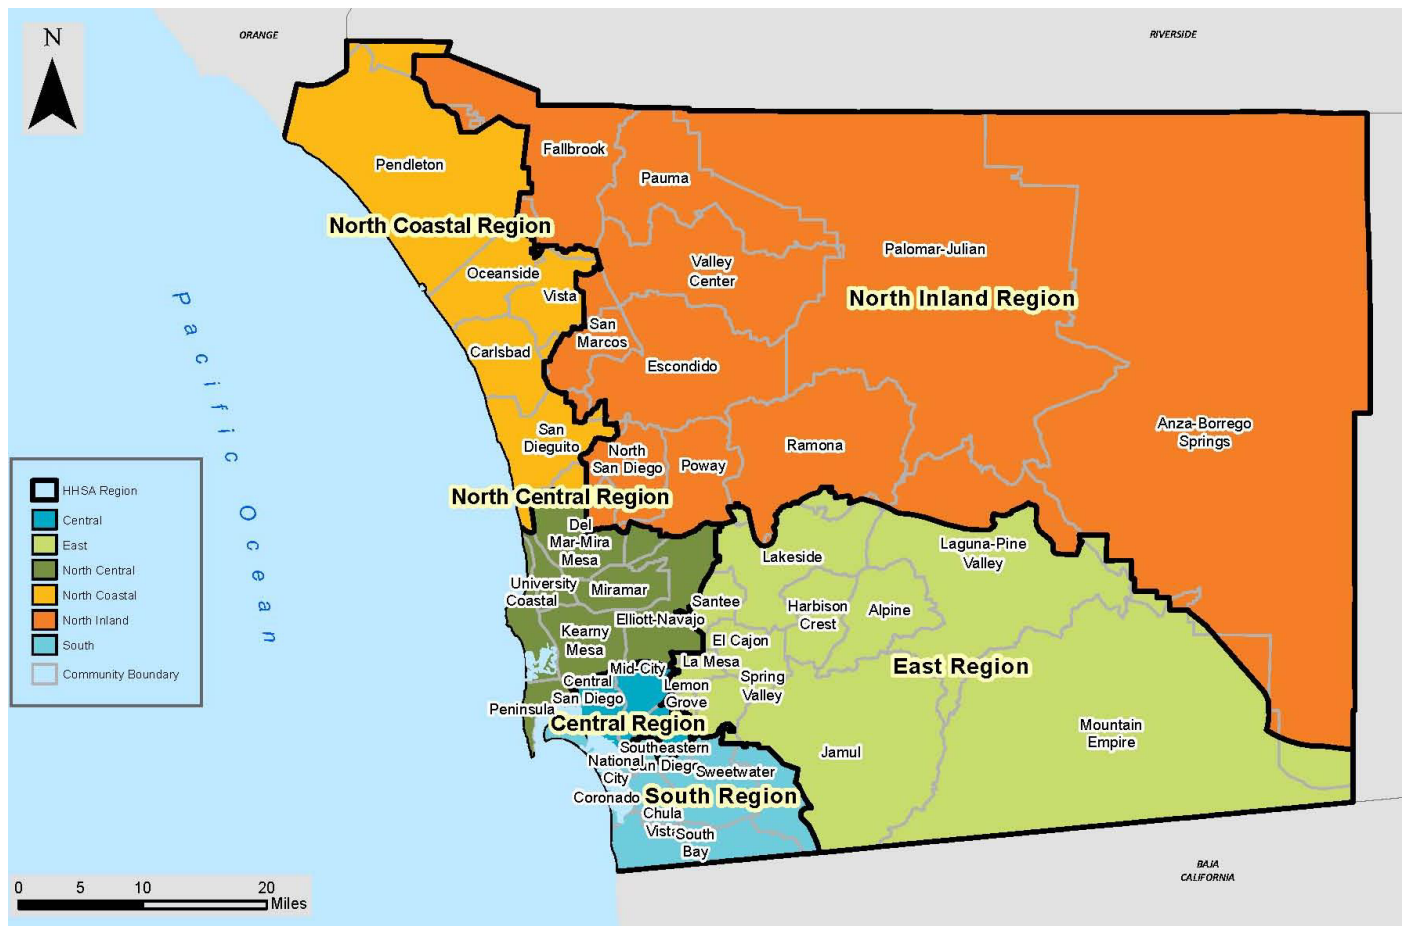 N
ORANGE
RIVERSIDE
Fallbrook
Pendleton
Pauma
North Coastal Region
Palomar-Julian
Valley
Center
Oceanside
Vista
North Inland Region
San
Marcos
Carlsbad
Escondido
Pacific Ocean
San
Dieguito
North
San Diego
Poway
Ramona
Anza-Borrego
Springs
North Central Region
Del
Mar-Mira
Mesa
Lakeside
Laguna-Pine
Valley
University
Coastal
Miramar
Santee
Harbison
Crest
Alpine
Elliott-Navajo
Kearny
Mesa
El Cajon
La Mesa
East Region
Mid-City
Central
San Diego
Lemon
Grove
Spring
Valley
Peninsula
Central Region
Mountain
Empire
Jamul
Southeastern
San Diego
National
City
Sweetwater
Coronado
South Region
Chula
Vista
South
Bay
HHSA Region
Central
East
North Central
North Coastal
North Inland
South
Community Boundary
BAJA
CALIFORNIA
0 5 10 20
Miles